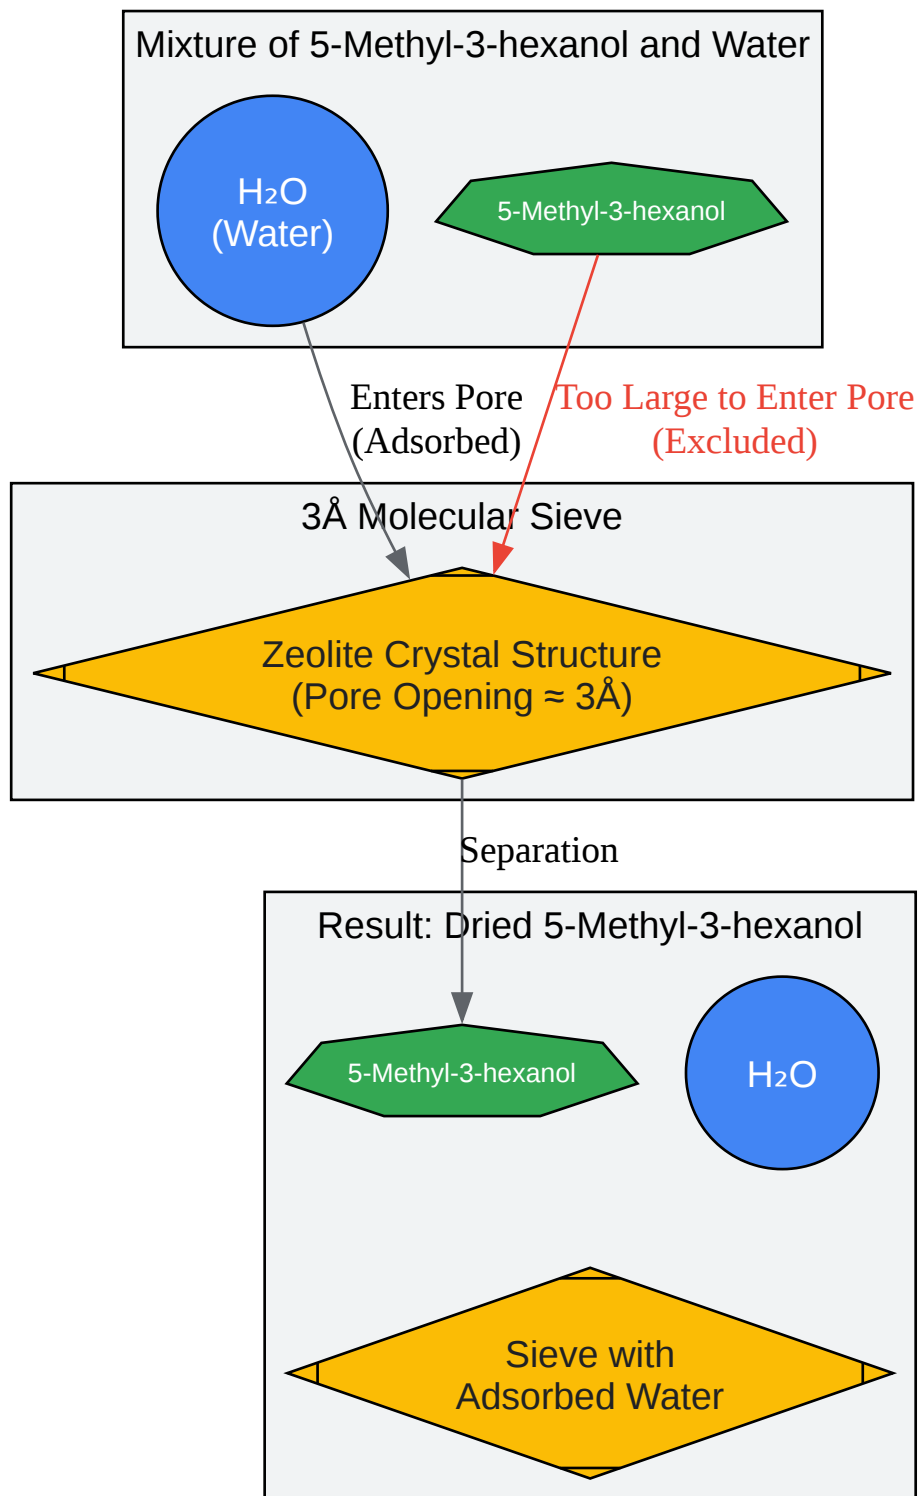 Mixture of 5-Methyl-3-hexanol and Water
H₂O
(Water)
5-Methyl-3-hexanol
Enters Pore
(Adsorbed)
Too Large to Enter Pore
(Excluded)
3Å Molecular Sieve
Zeolite Crystal Structure
(Pore Opening ≈ 3Å)
Separation
Result: Dried 5-Methyl-3-hexanol
5-Methyl-3-hexanol
H₂O
Sieve with
Adsorbed Water